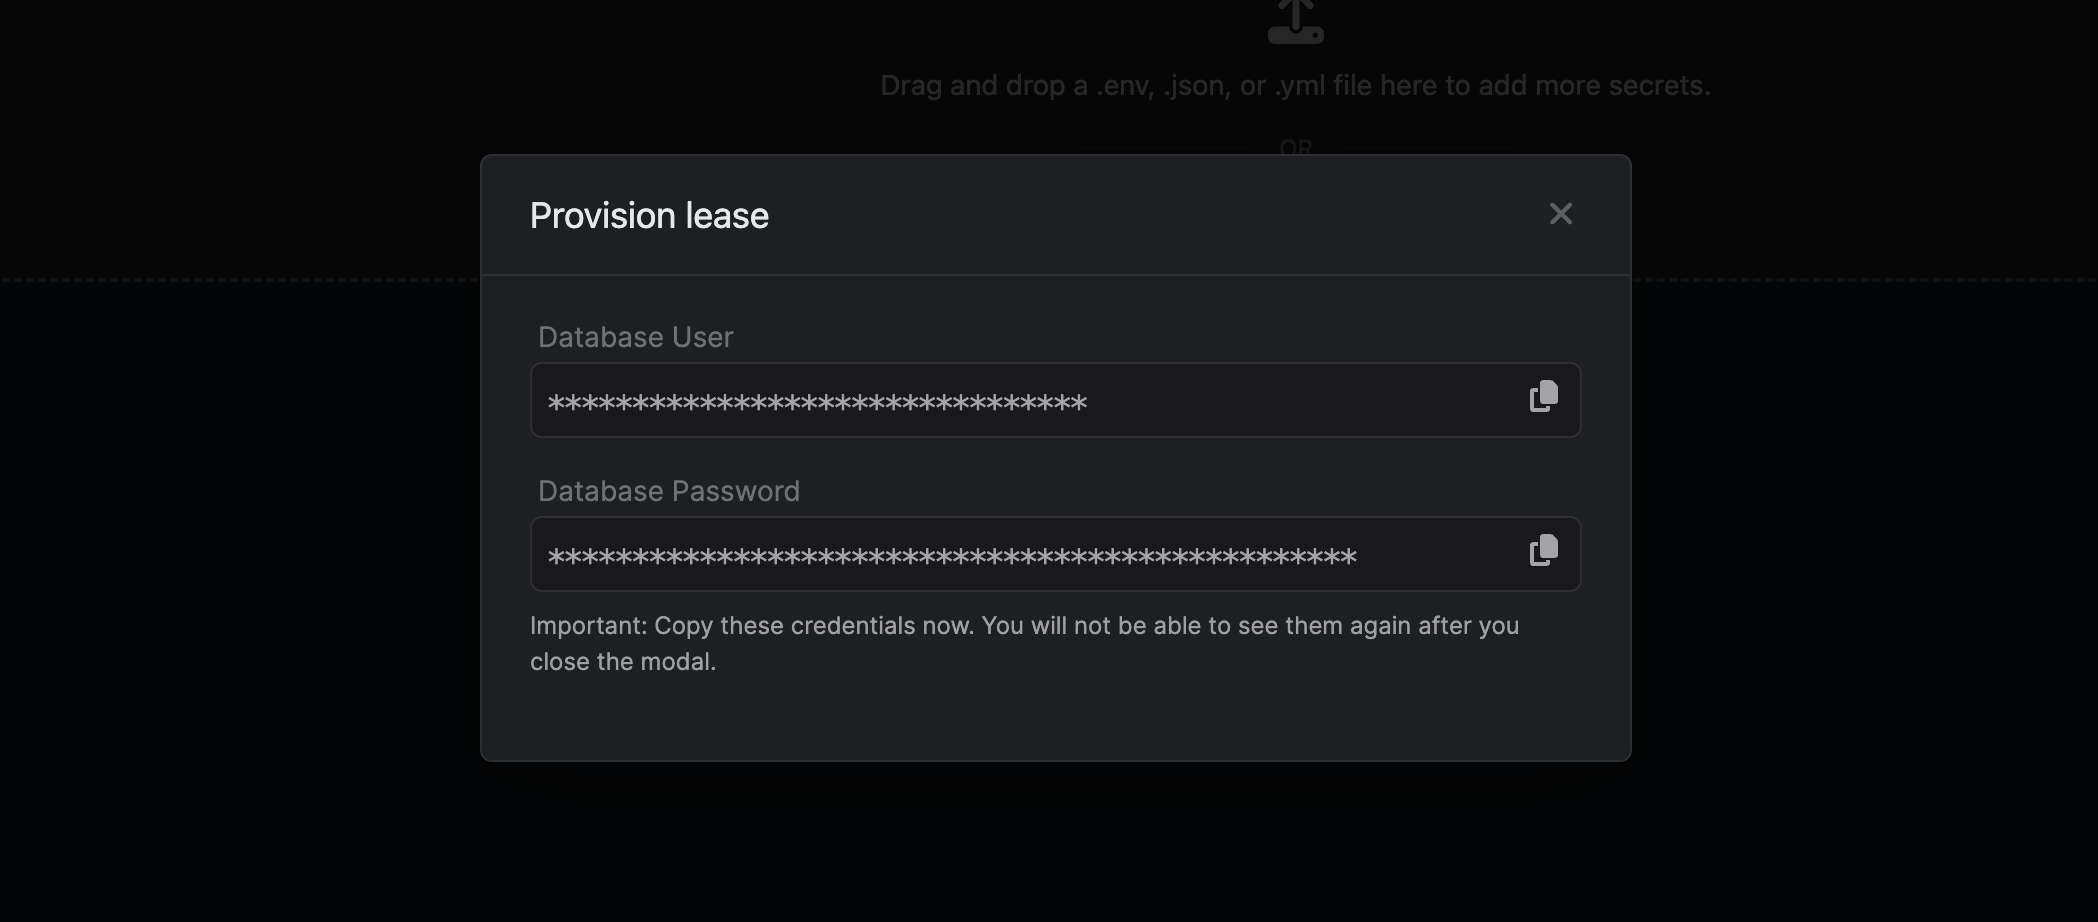 Drag and drop a .env, .json, or .yml file here to add more secrets.
OR
Provision lease
Database User
********************************
Database Password
************************************************
Important: Copy these credentials now. You will not be able to see them again after you
close the modal.